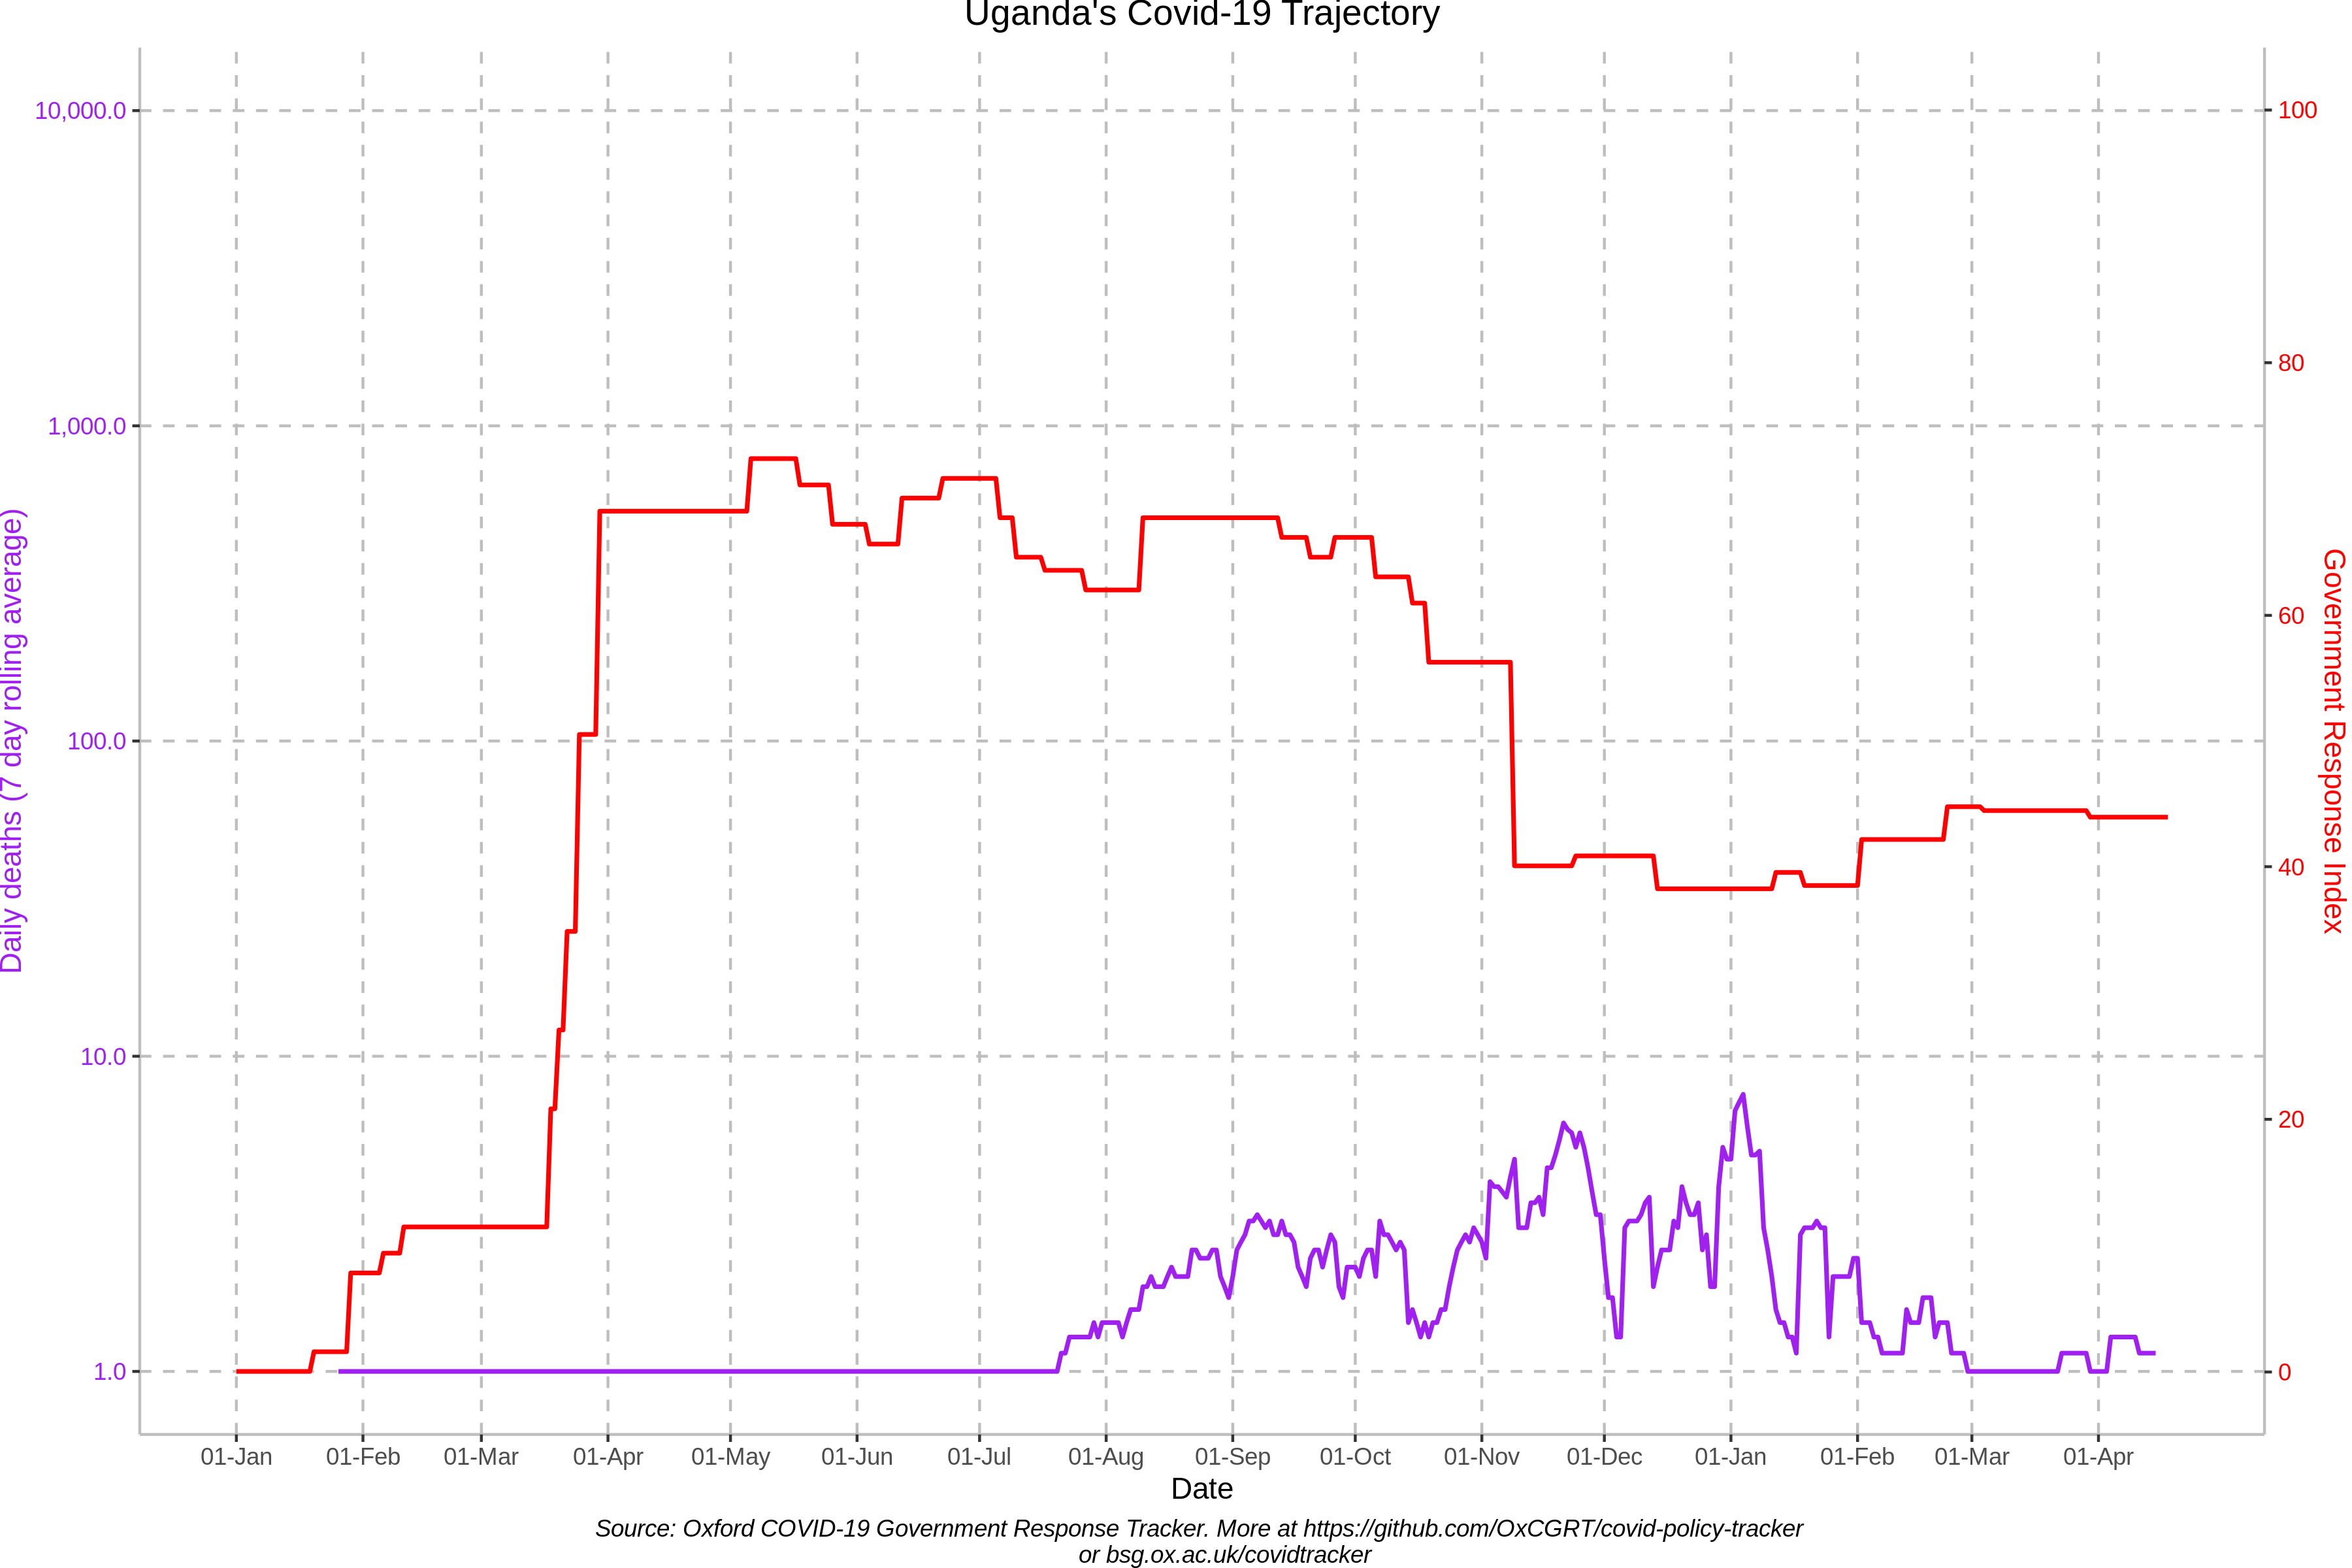 Uganda's Covid-19 Trajectory
10,000.0
1,000.0
100.0
10.0
1.0
Daily deaths (7 day rolling average)
100
80
60
40
20
0
Government Response Index
01-Jan 01-Feb 01-Mar 01-Apr 01-May 01-Jun 01-Jul 01-Aug 01-Sep 01-Oct 01-Nov 01-Dec 01-Jan 01-Feb 01-Mar 01-Apr
Date
Source: Oxford COVID-19 Government Response Tracker. More at https://github.com/OxCGRT/covid-policy-tracker
or bsg.ox.ac.uk/covidtracker